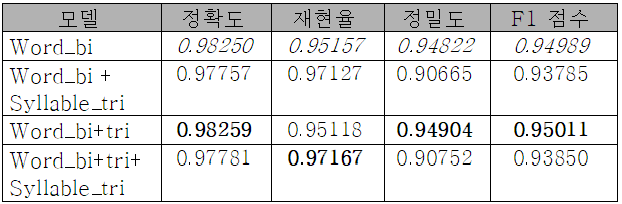 모델 정확도 재현율 정밀도 F1 점수
Word_bi 0.98250 0.95157 0.94822 0.94989
Word_bi + 0.97757 0.97127 0.90665 0.93785
Syllable_tri
Word_bi+tri 0.98259 0.95118 0.94904 0.95011
Word_bi+tri+ 0.97781 0.97167 0.90752 0.93850
Syllable_tri